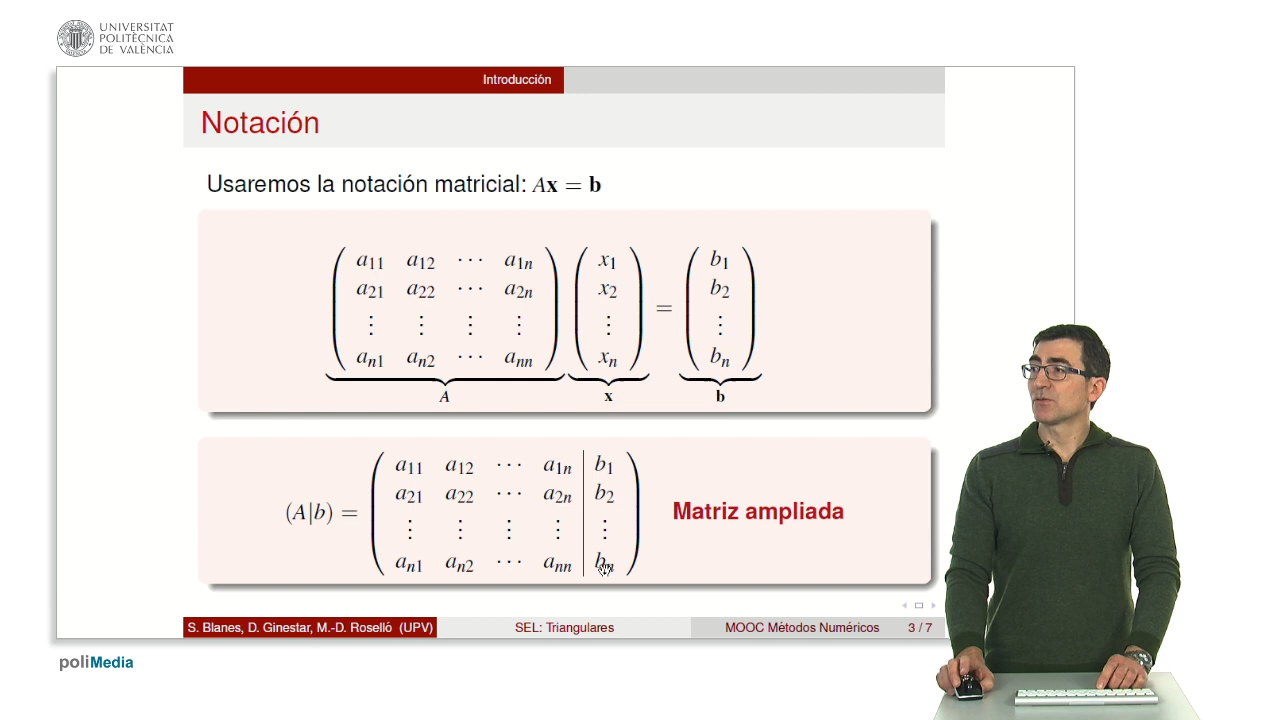 UNIVERSITAT
POLITÈCNICA
DE VALÈNCIA
Introducción
Notación
Usaremos la notación matricial: Ax = b
a11 a12 ⋯ a1n x1 b1
a21 a22 ⋯ a2n x2 = b2
⋮ ⋮ ⋮ ⋮ ⋮ ⋮
an1 an2 ⋯ ann xn bn
A x b
a11 a12 ⋯ a1n b1
a21 a22 ⋯ a2n b2
(A|b) = Matriz ampliada
⋮ ⋮ ⋮ ⋮ ⋮
an1 an2 ⋯ ann bn
S. Blanes, D. Ginestar, M.-D. Roselló (UPV) SEL: Triangulares MOOC Métodos Numéricos 3 / 7
poliMedia